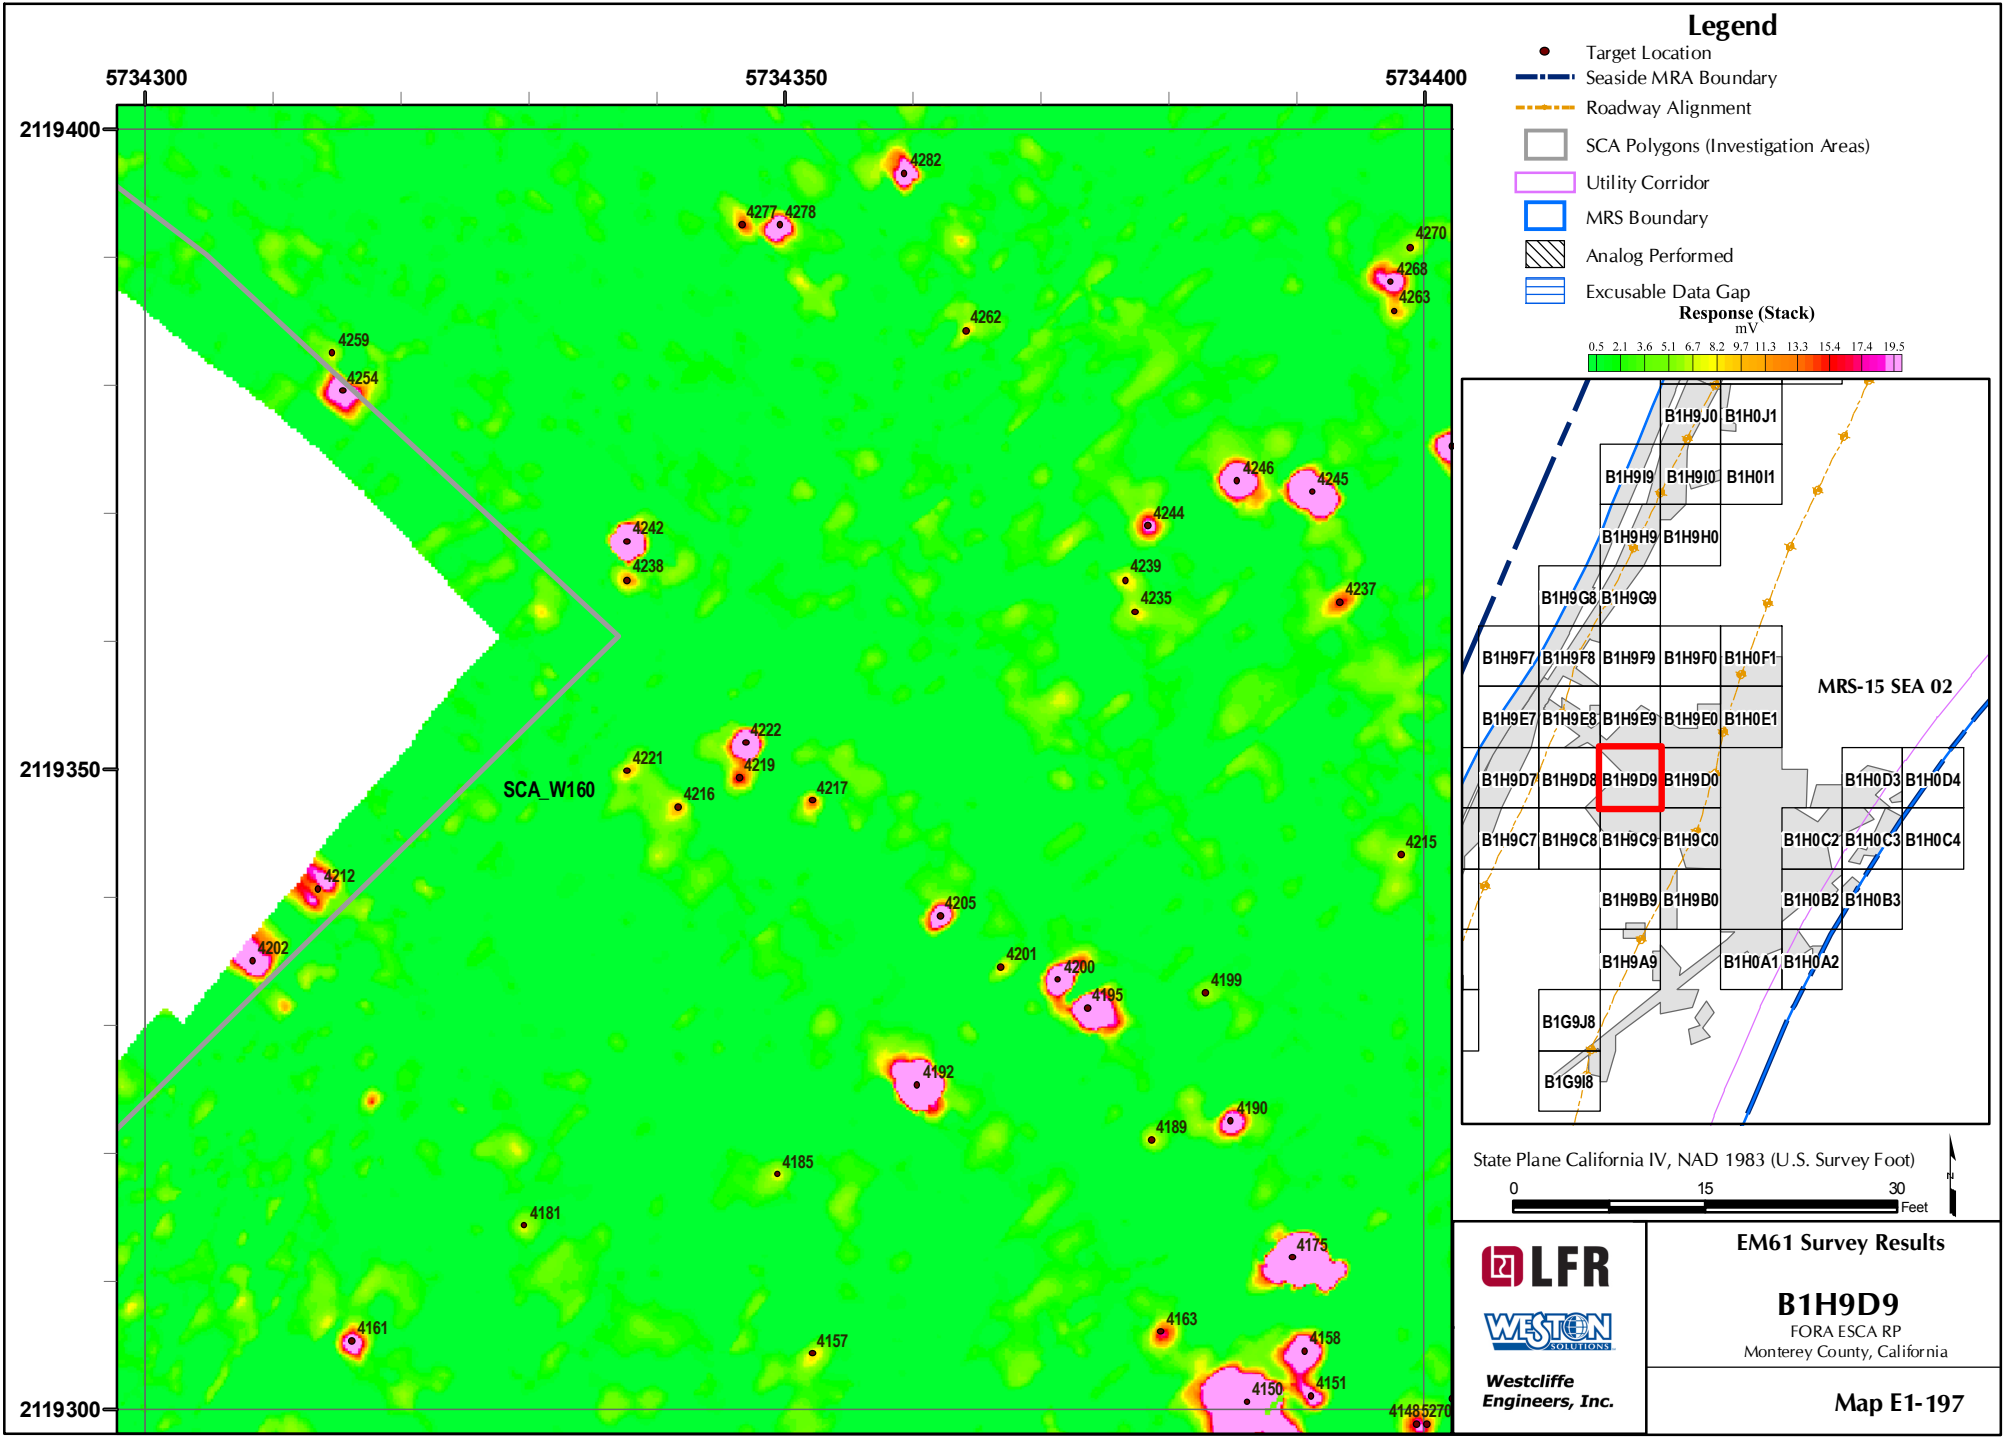 Legend
Target Location
Seaside MRA Boundary
Roadway Alignment
SCA Polygons (Investigation Areas)
Utility Corridor
MRS Boundary
Analog Performed
Excusable Data Gap
Response (Stack)
mV
0.5 2.1 3.6 5.1 6.7 8.2 9.7 11.3 13.3 15.4 17.4 19.5
5734300 5734350 5734400
2119400
4282
4277 4278
4270
4268
4263
4262
4259
4254
4246
4245
4244
4242
4238
4239
4237
4235
4222
4221
4219
2119350
SCA_W160
4216
4217
4215
4212
4205
4202
4201
4200
4199
4195
4192
4190
4189
4185
4181
4175
4163
4161
4158
4157
4150
4151
2119300
4148 5270
B1H9J0 B1H0J1
B1H9I9 B1H9I0 B1H0I1
B1H9H9 B1H9H0
B1H9G8 B1H9G9
B1H9F7 B1H9F8 B1H9F9 B1H9F0 B1H0F1
MRS-15 SEA 02
B1H9E7 B1H9E8 B1H9E9 B1H9E0 B1H0E1
B1H9D7 B1H9D8 B1H9D9 B1H9D0 B1H0D3 B1H0D4
B1H9C7 B1H9C8 B1H9C9 B1H9C0 B1H0C2 B1H0C3 B1H0C4
B1H9B9 B1H9B0 B1H0B2 B1H0B3
B1H9A9 B1H0A1 B1H0A2
B1G9J8
B1G9I8
State Plane California IV, NAD 1983 (U.S. Survey Foot)
N
0 15 30
Feet
LFR
WESTON
SOLUTIONS
Westcliffe
Engineers, Inc.
EM61 Survey Results
B1H9D9
FORA ESCA RP
Monterey County, California
Map E1-197